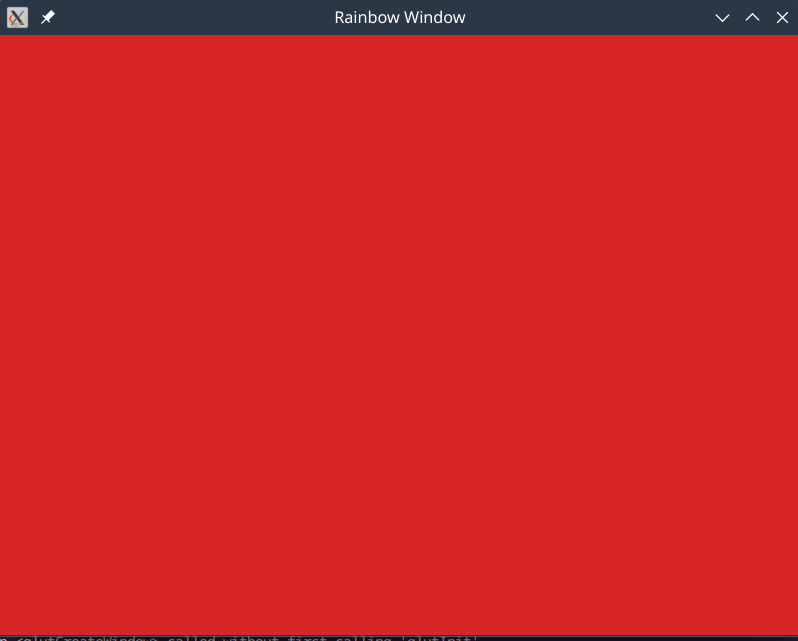 Rainbow Window
<glutCreateWindow> called without first calling 'glutInit'